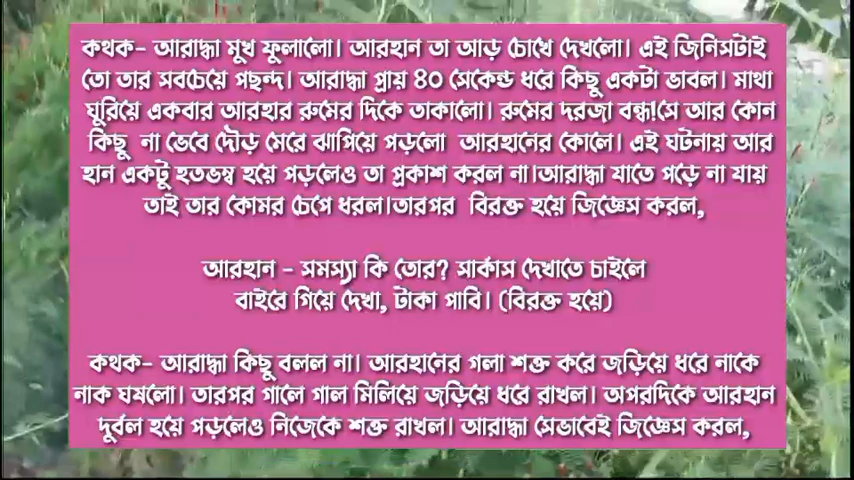 কথক- আরাদ্ধা মুখ ফুলালো। আরহান তা আড় চোখে দেখলো। এই জিনিসটাই
তো তার সবচেয়ে পছন্দ। আরাদ্ধা প্রায় ৪০ সেকেন্ড ধরে কিছু একটা ভাবল। মাথা
ঘুরিয়ে একবার আরহার রুমের দিকে তাকালো। রুমের দরজা বন্ধ!সে আর কোন
কিছু না ভেবে দৌড় মেরে ঝাপিয়ে পড়লো আরহানের কোলে। এই ঘটনায় আর
হান একটু হতভম্ব হয়ে পড়লেও তা প্রকাশ করল না।আরাদ্ধা যাতে পড়ে না যায়
তাই তার কোমর চেপে ধরল।তারপর বিরক্ত হয়ে জিজ্ঞেস করল,
আরহান - সমস্যা কি তোর? সার্কাস দেখাতে চাইলে
বাইরে গিয়ে দেখা, টাকা পাবি। (বিরক্ত হয়ে)
কথক- আরাদ্ধা কিছু বলল না। আরহানের গলা শক্ত করে জড়িয়ে ধরে নাকে
নাক ঘষলো। তারপর গালে গাল মিলিয়ে জড়িয়ে ধরে রাখল। অপরদিকে আরহান
দুর্বল হয়ে পড়লেও নিজেকে শক্ত রাখল। আরাদ্ধা সেভাবেই জিজ্ঞেস করল,